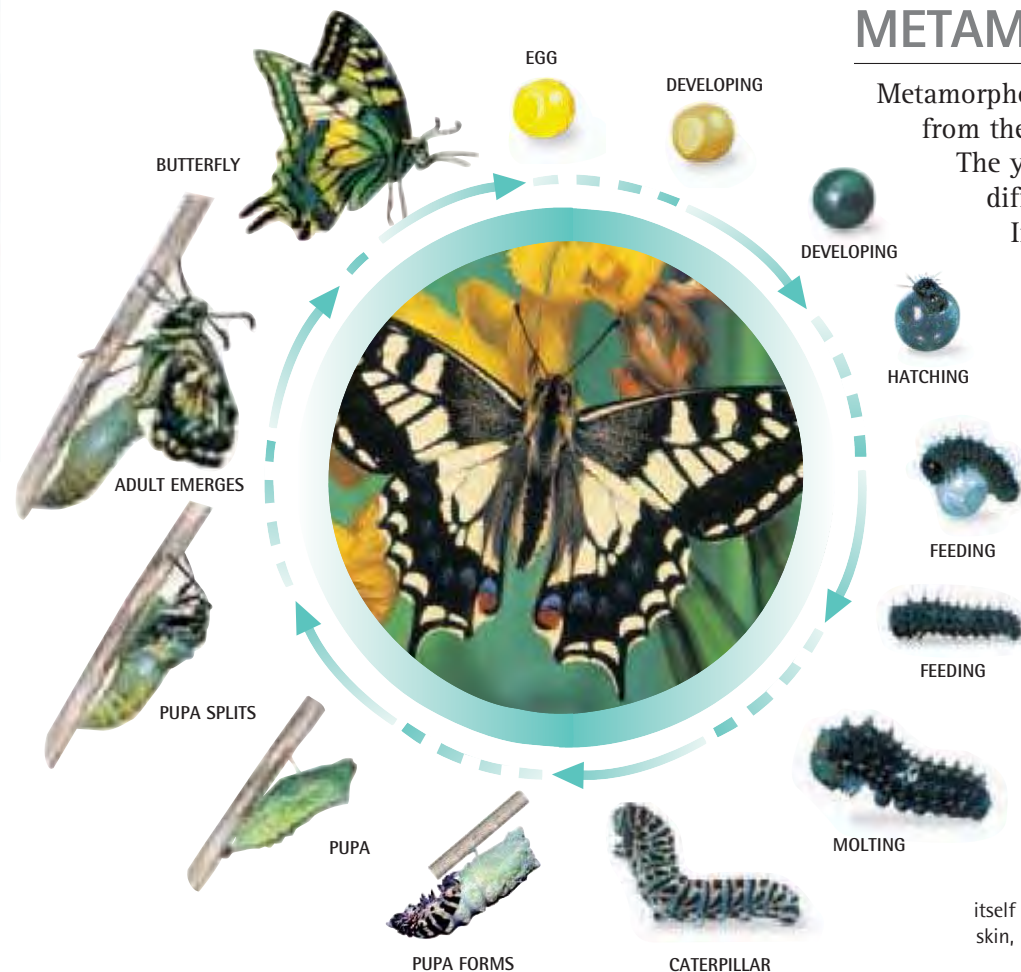 METAM
Metamorpho
from the
The y
diff
I
EGG
DEVELOPING
DEVELOPING
HATCHING
FEEDING
FEEDING
MOLTING
CATERPILLAR
PUPA FORMS
PUPA
PUPA SPLITS
ADULT EMERGES
BUTTERFLY
itself
skin,